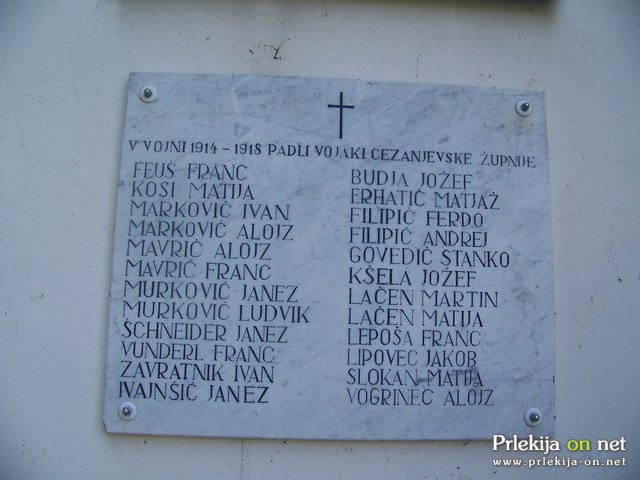 V VOJNI 1914 - 1918 PADLI VOJAKI CEZANJEVSKE ŽUPNIJE
FEUŠ FRANC
KOSI MATIJA
MARKOVIČ IVAN
MARKOVIČ ALOJZ
MAVRIČ ALOJZ
MAVRIČ FRANC
MURKOVIČ JANEZ
MURKOVIČ LUDVIK
ŠCHNEIDER JANEZ
VUNDERL FRANC
ZAVRATNIK IVAN
IVAJNŠIČ JANEZ
BUDJA JOŽEF
ERHATIČ MATJAŽ
FILIPIČ FERDO
FILIPIČ ANDREJ
GOVEDIČ STANKO
KŠELA JOŽEF
LAČEN MARTIN
LAČEN MATIJA
LEPOŠA FRANC
LIPOVEC JAKOB
SLOKAN MATIJA
VOGRINEC ALOJZ
Prlekija on net
www.prlekija-on.net